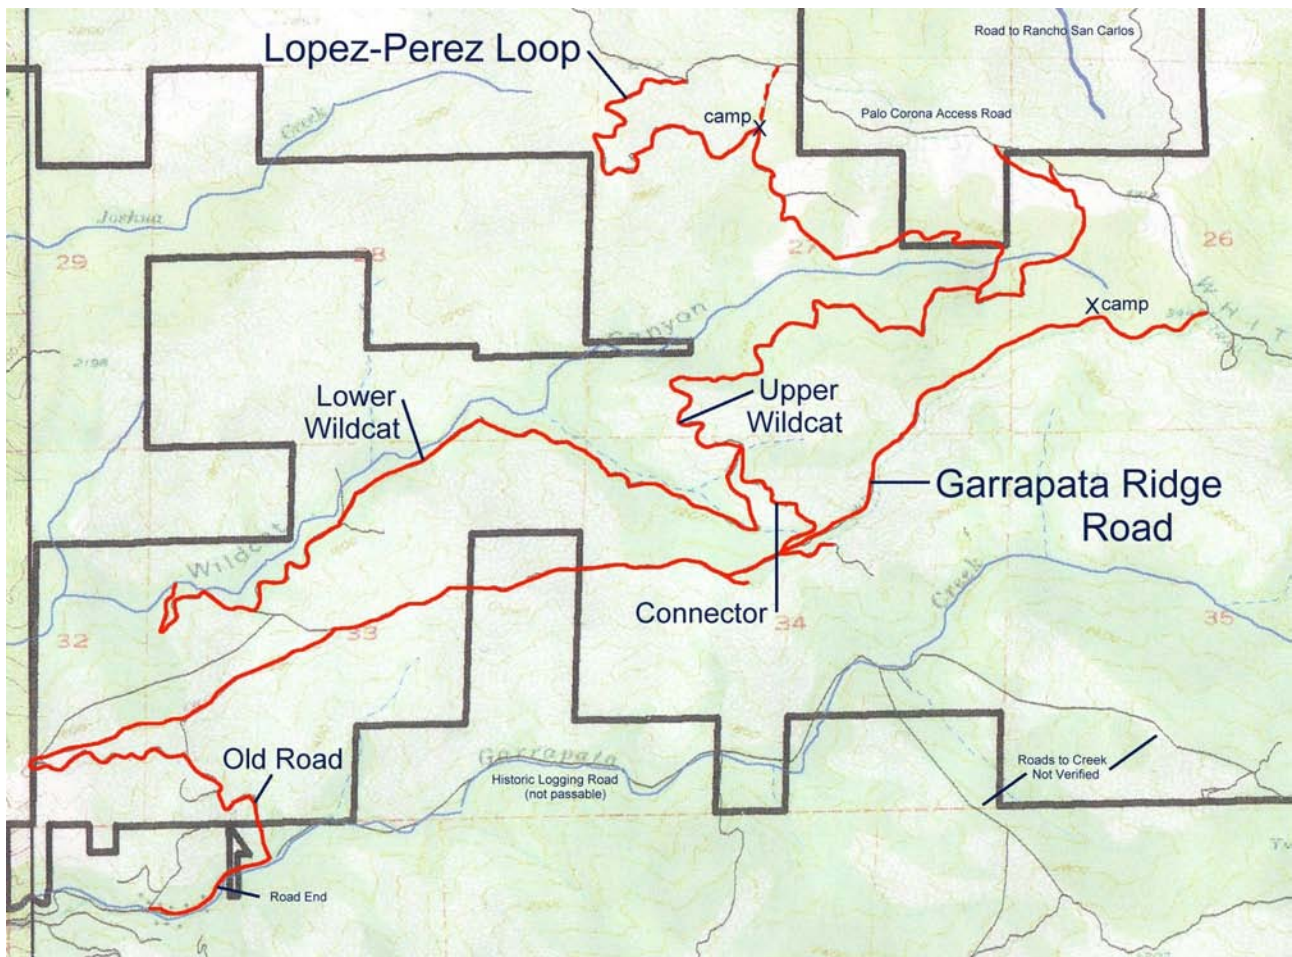 Road to Rancho San Carlos
Lopez-Perez Loop
camp
X
Palo Corona Access Road
Creek
Joshua
29
28
27
26
X camp
Canyon
2198
Lower
Wildcat
Upper
Wildcat
Garrapata Ridge
Road
Wildcat
Creek
Connector
32
33
34
35
Old Road
Garrapata
Historic Logging Road
(not passable)
Roads to Creek
Not Verified
Road End